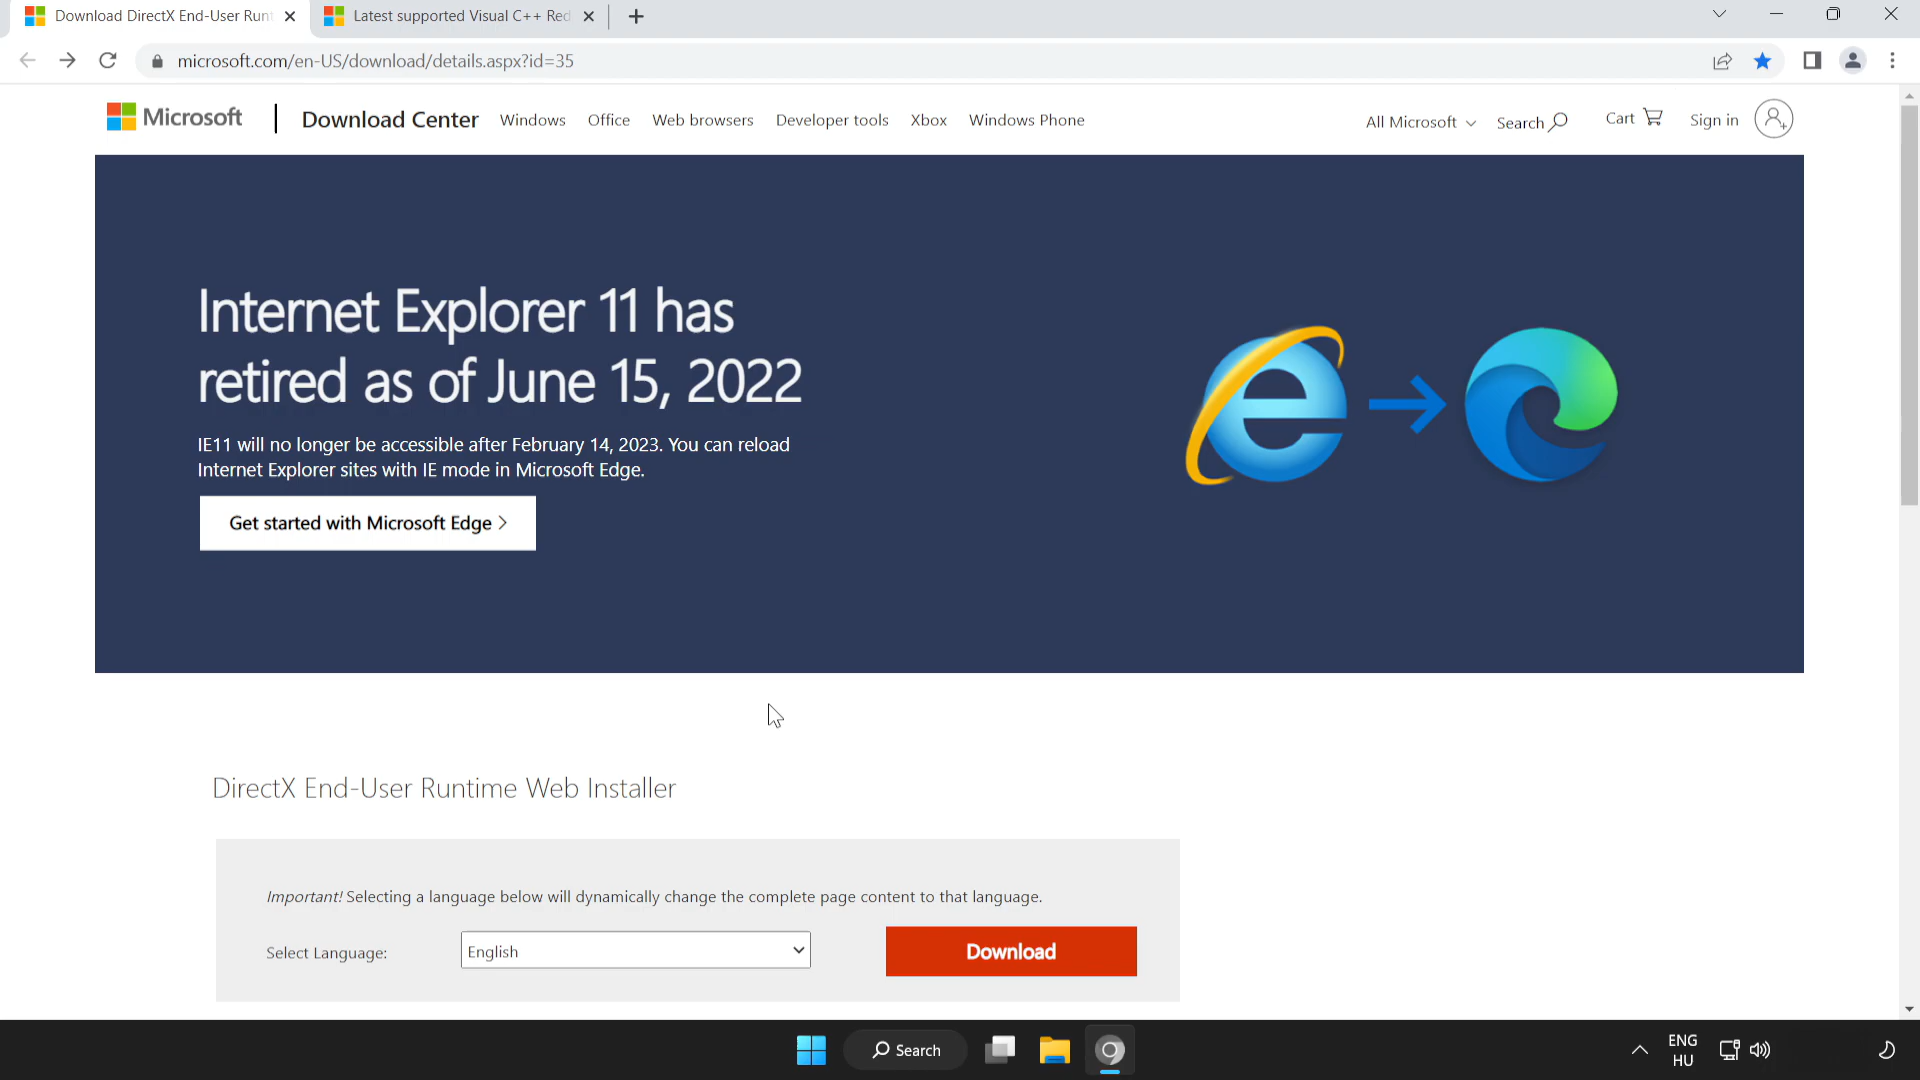 Download DirectX End-User Runt
Latest supported Visual C++ Red
microsoft.com/en-US/download/details.aspx?id=35
Microsoft
Download Center
Windows
Office
Web browsers
Developer tools
Xbox
Windows Phone
All Microsoft
Search
Cart
Sign in
Internet Explorer 11 has
retired as of June 15, 2022
IE11 will no longer be accessible after February 14, 2023. You can reload
Internet Explorer sites with IE mode in Microsoft Edge.
Get started with Microsoft Edge >
DirectX End-User Runtime Web Installer
Important! Selecting a language below will dynamically change the complete page content to that language.
Select Language:
English
Download
Search
ENG
HU